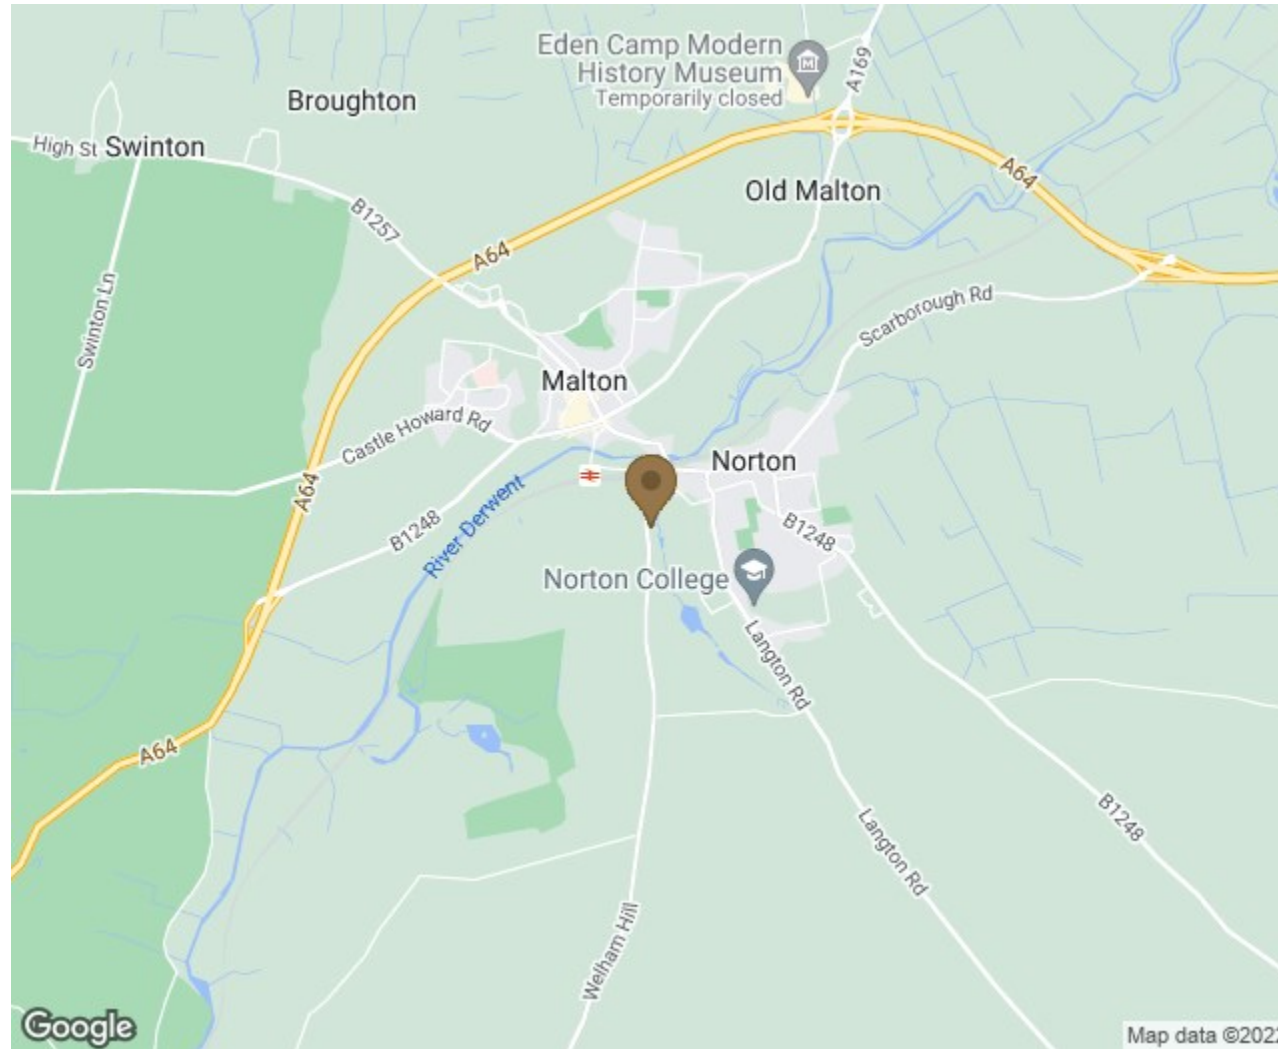 Eden Camp Modern
History Museum
Temporarily closed
A169
Broughton
High St
Swinton
A64
Old Malton
B1257
A64
Swinton Ln
Scarborough Rd
Malton
Castle Howard Rd
Norton
A64
B1248
River Derwent
B1248
Norton College
Langton Rd
A64
B1248
Langton Rd
Welham Hill
Google
Map data ©2022